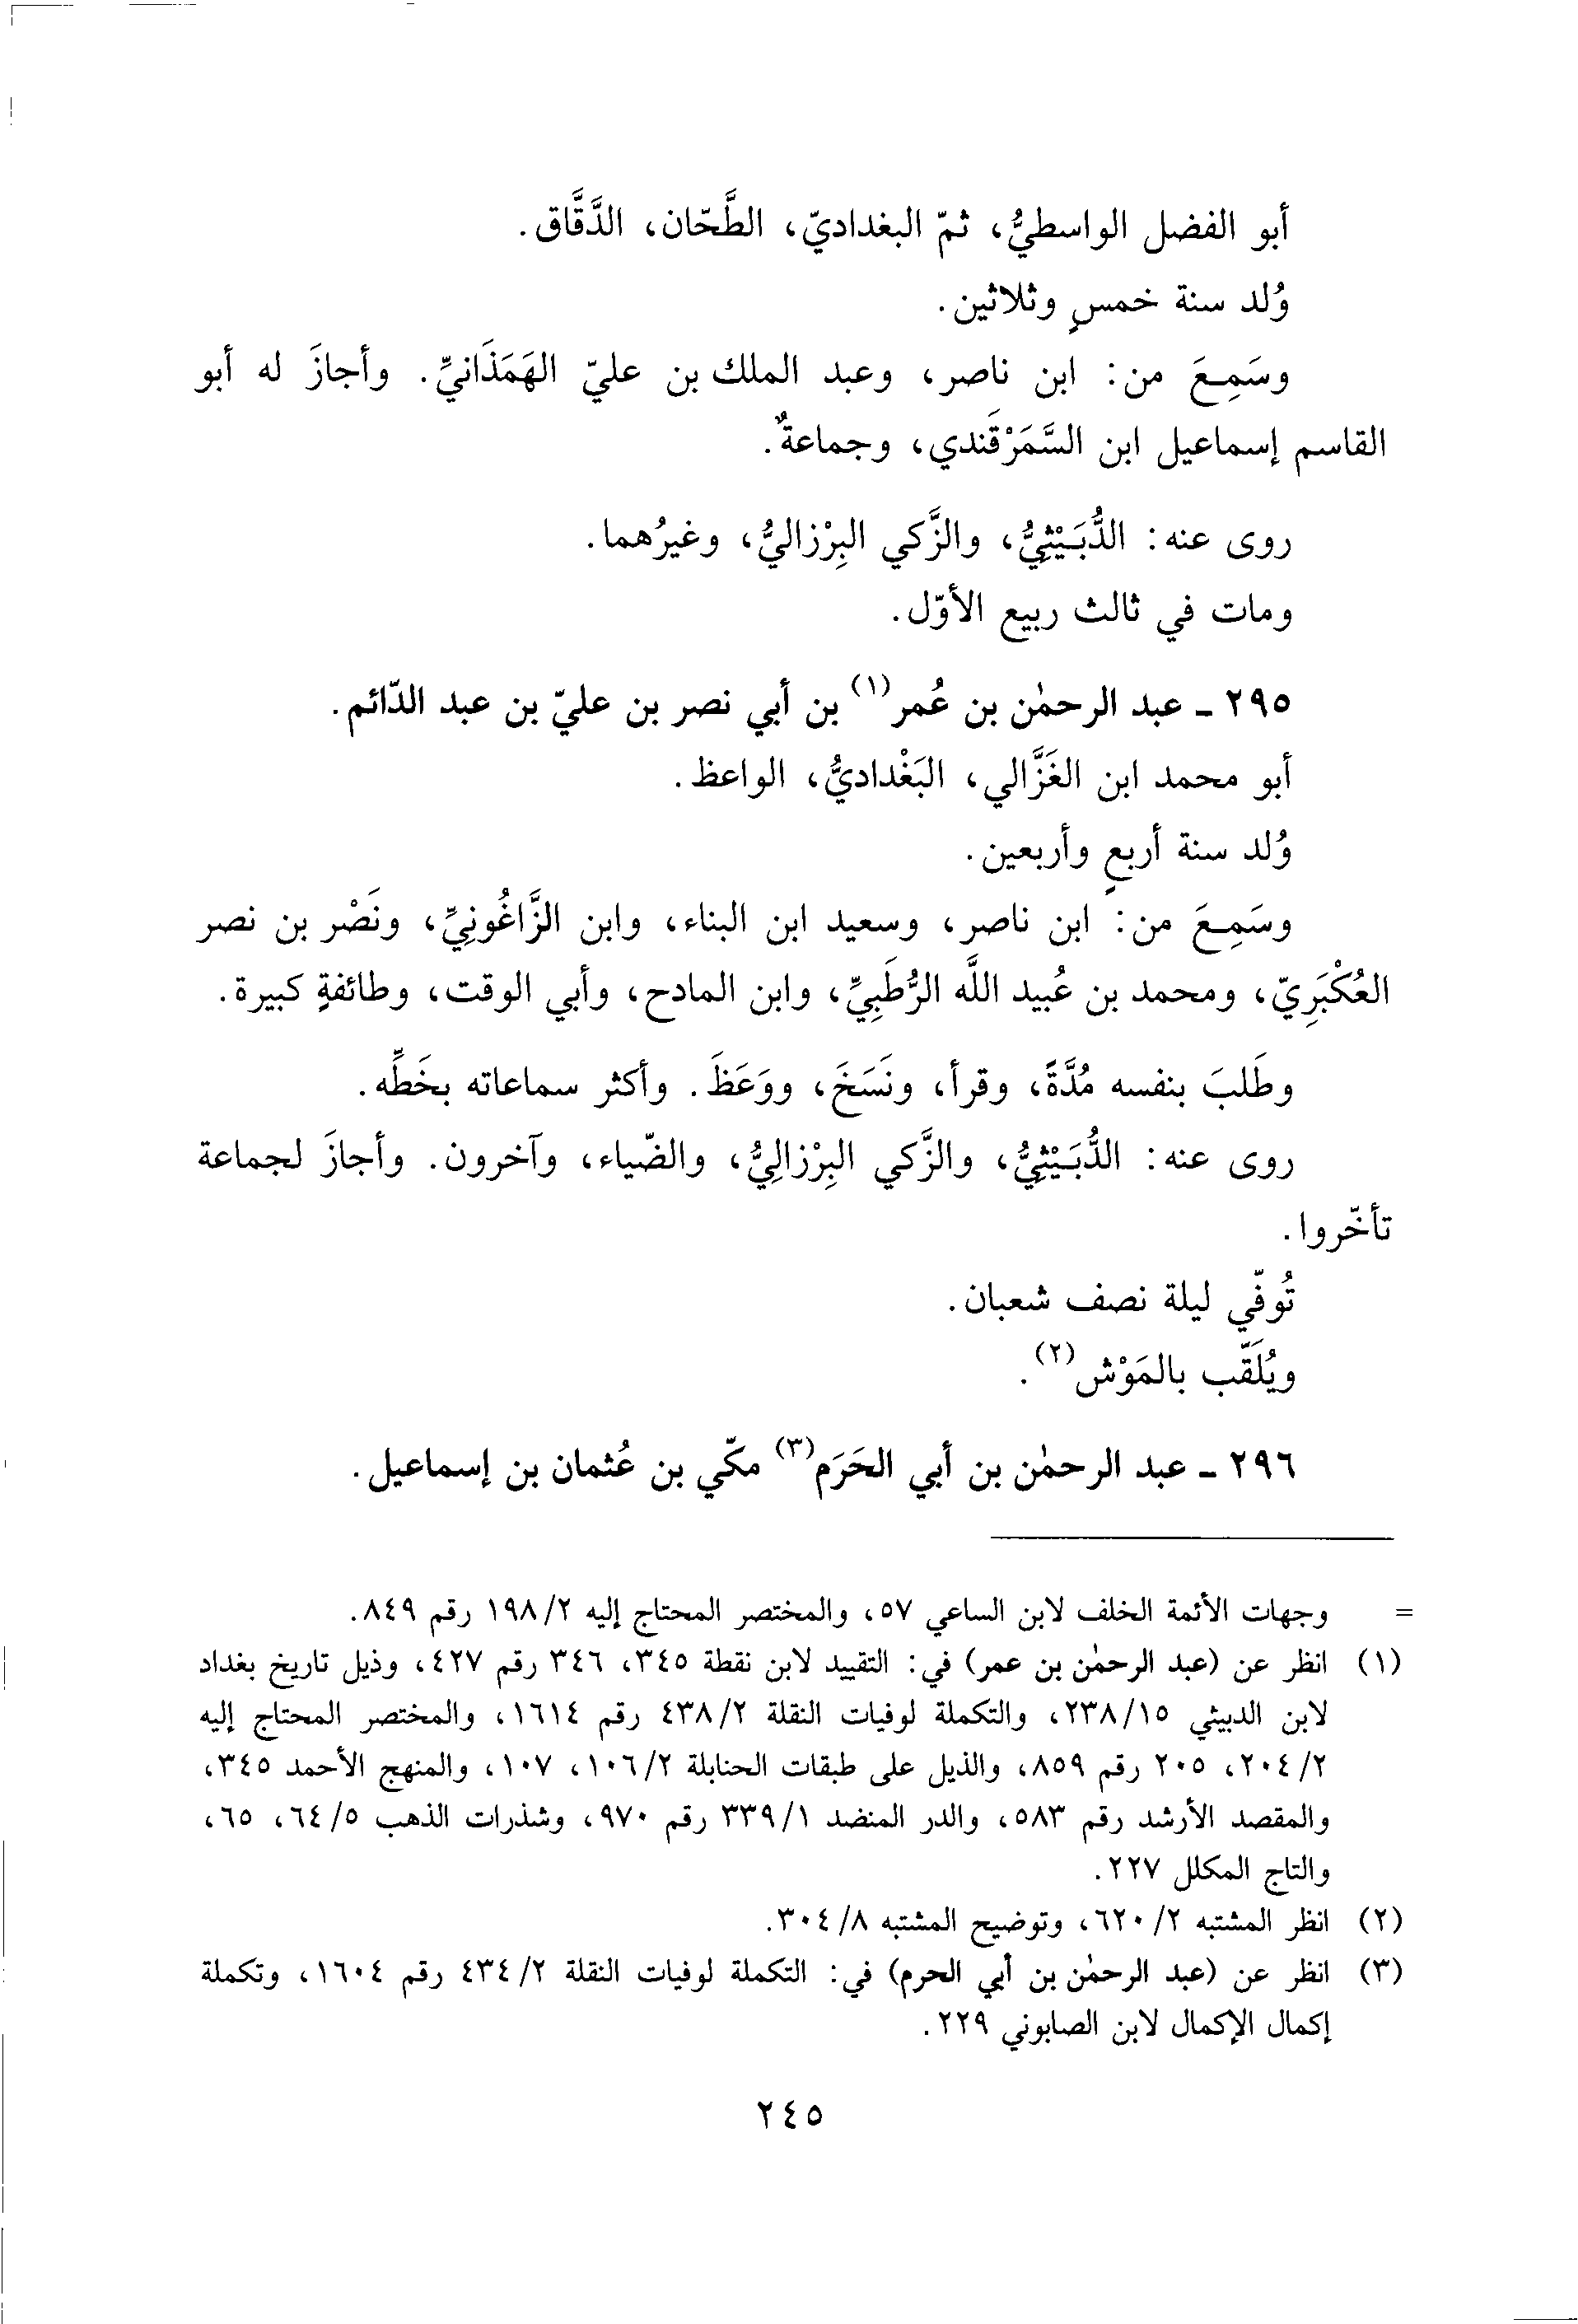 أبو الفضل الواسطيُّ، ثمّ البغداديّ، الطَّحّان، الدَّقَّاق.
وُلد سنة خمسٍ وثلاثين.
وسَمِعَ من: ابن ناصر، وعبد الملك بن عليّ الهَمَذَانيِّ. وأجازَ له أبو
القاسم إسماعيل ابن السَّمَرْقَندي، وجماعةٌ.
روى عنه: الدُّبَيْثِيُّ، والزَّكي البِرْزاليُّ، وغيرُهما.
ومات في ثالث ربيع الأوّل.
٢٩٥ ـ عبد الرحمٰن بن عُمر(١) بن أبي نصر بن عليّ بن عبد الدّائم.
أبو محمد ابن الغَزَّالي، البَغْداديُّ، الواعظ.
وُلد سنة أربعٍ وأربعين.
وسَمِعَ من: ابن ناصر، وسعيد ابن البناء، وابن الزَّاغُونِيِّ، ونَصْر بن نصر
العُكْبَرِيّ، ومحمد بن عُبيد اللَّه الرُّطَبِيِّ، وابن المادح، وأبي الوقت، وطائفةٍ كبيرة.
وطَلبَ بنفسه مُدَّةً، وقرأ، ونَسَخَ، ووَعَظَ. وأكثر سماعاته بخَطِّه.
روى عنه: الدُّبَيْثِيُّ، والزَّكي البِرْزالِيُّ، والضّياء، وآخرون. وأجازَ لجماعة
تأخّروا.
تُوفّي ليلة نصف شعبان.
ويُلَقَّب بالمَوْش(٢).
٢٩٦ ـ عبد الرحمٰن بن أبي الحَرَم(٣) مكّي بن عُثمان بن إسماعيل.
= وجهات الأئمة الخلف لابن الساعي ٥٧، والمختصر المحتاج إليه ٢/١٩٨ رقم ٨٤٩.
(١) انظر عن (عبد الرحمٰن بن عمر) في: التقييد لابن نقطة ٣٤٥، ٣٤٦ رقم ٤٢٧، وذيل تاريخ بغداد
لابن الدبيثي ١٥/٢٣٨، والتكملة لوفيات النقلة ٢/٤٣٨ رقم ١٦١٤، والمختصر المحتاج إليه
٢/٢٠٤، ٢٠٥ رقم ٨٥٩، والذيل على طبقات الحنابلة ٢/١٠٦، ١٠٧، والمنهج الأحمد ٣٤٥،
والمقصد الأرشد رقم ٥٨٣، والدر المنضد ١/٣٣٩ رقم ٩٧٠، وشذرات الذهب ٥/٦٤، ٦٥،
والتاج المكلل ٢٢٧.
(٢) انظر المشتبه ٢/٦٢٠، وتوضيح المشتبه ٨/٣٠٤.
(٣) انظر عن (عبد الرحمٰن بن أبي الحرم) في: التكملة لوفيات النقلة ٢/٤٣٤ رقم ١٦٠٤، وتكملة
إكمال الإكمال لابن الصابوني ٢٢٩.
٢٤٥